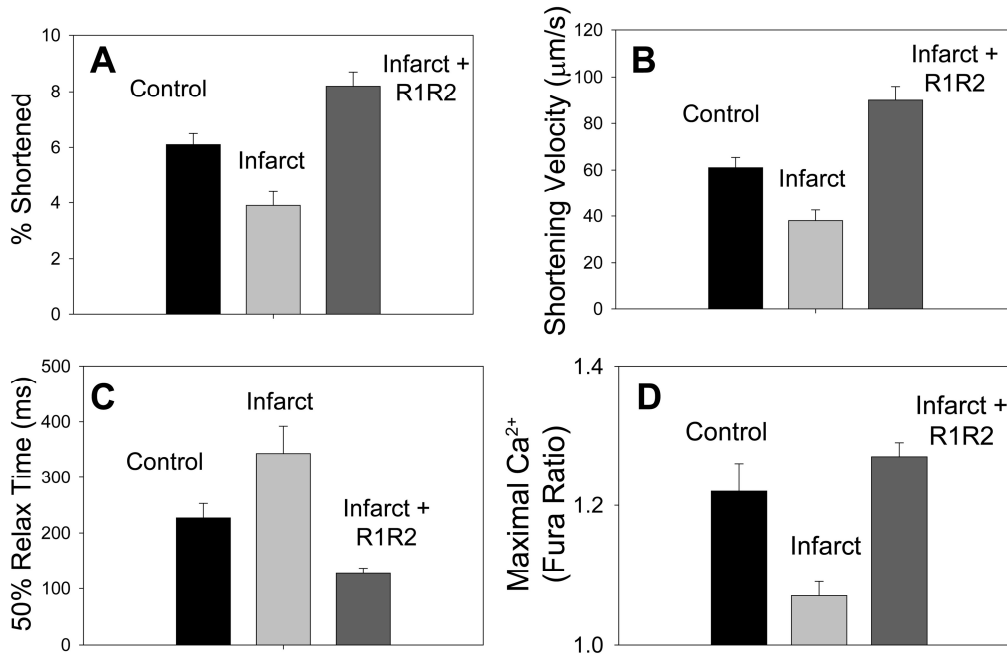 A
% Shortened
10
8
6
4
2
0
Control
Infarct
Infarct +
R1R2
B
Shortening Velocity (μm/s)
120
100
80
60
40
20
0
Control
Infarct
Infarct +
R1R2
C
50% Relax Time (ms)
500
400
300
200
100
0
Control
Infarct
Infarct +
R1R2
D
Maximal Ca²⁺
(Fura Ratio)
1.4
1.2
1.0
Control
Infarct
Infarct +
R1R2